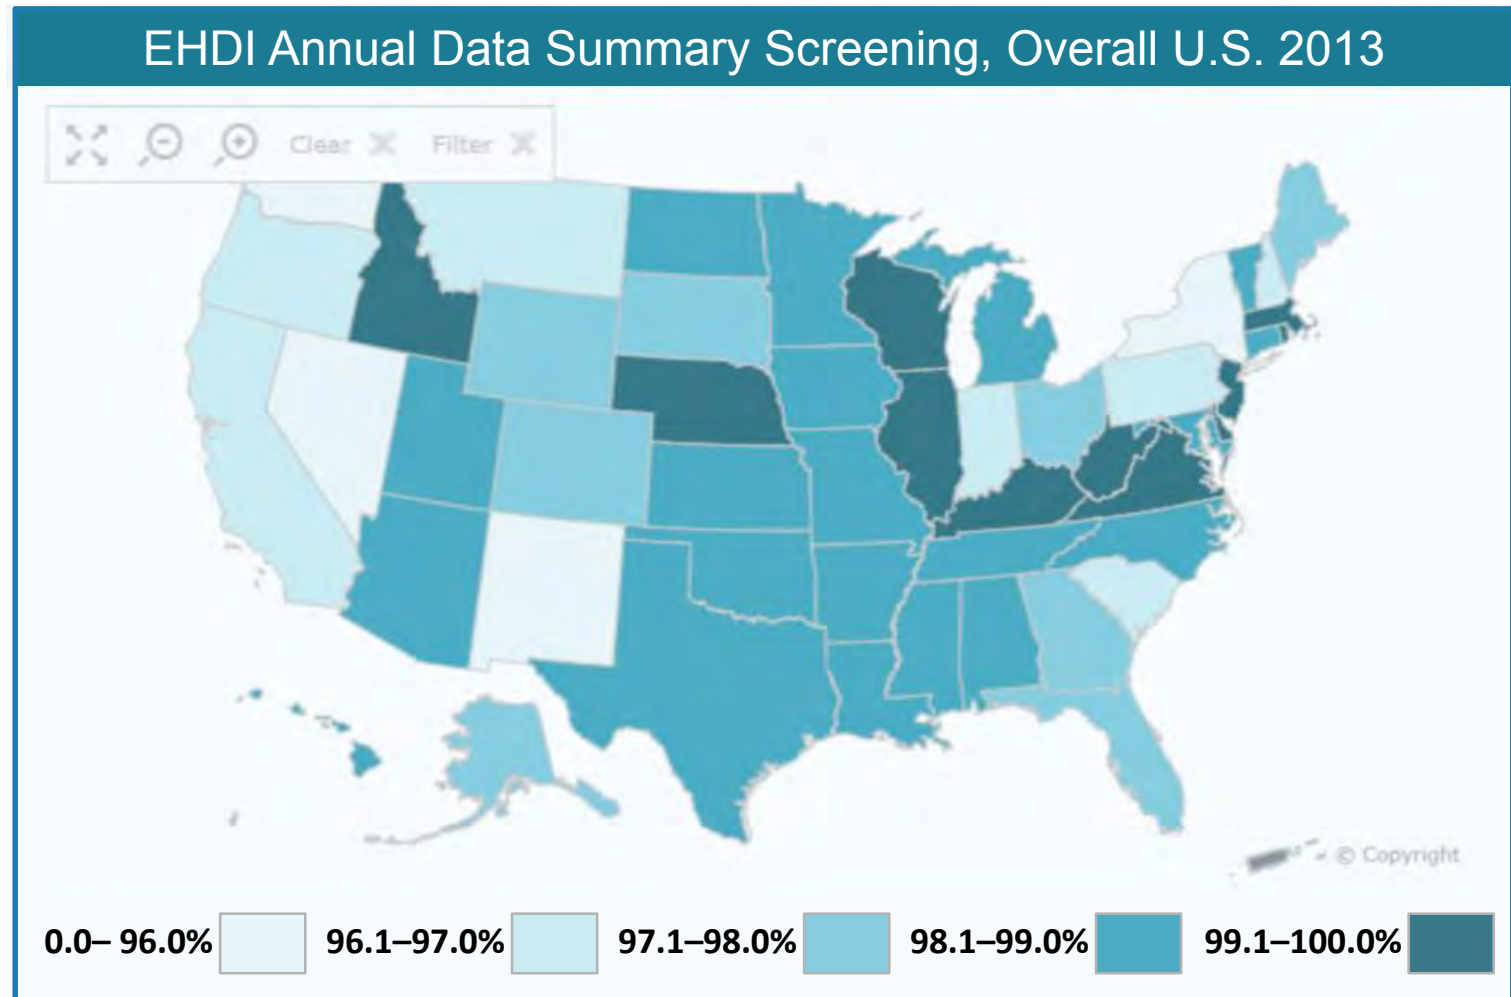 EHDI Annual Data Summary Screening, Overall U.S. 2013
Clear Filter
© Copyright
0.0– 96.0% 96.1–97.0% 97.1–98.0% 98.1–99.0% 99.1–100.0%